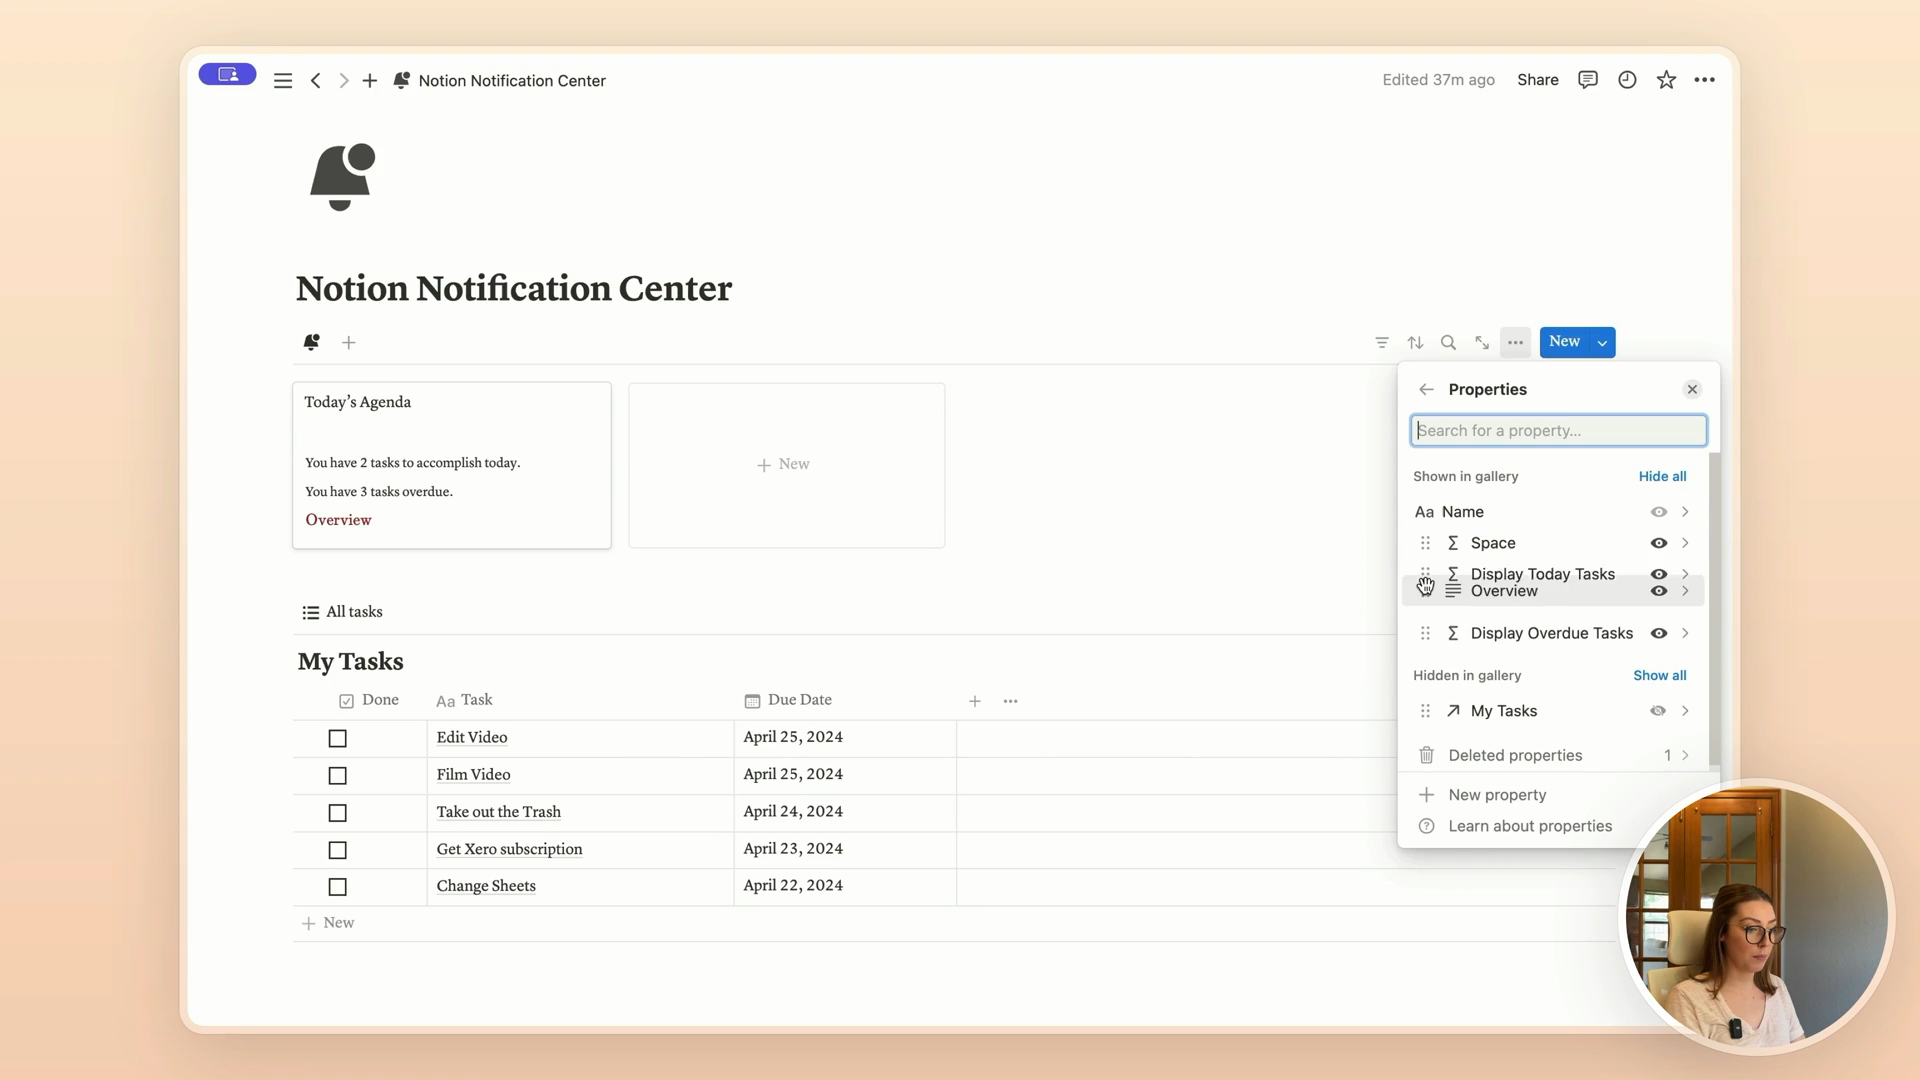 Notion Notification Center
Edited 37m ago
Share
Notion Notification Center
New
Today's Agenda
You have 2 tasks to accomplish today.
You have 3 tasks overdue.
Overview
+ New
Properties
Search for a property...
Shown in gallery
Hide all
Aa Name
Σ Space
Σ Display Today Tasks
Overview
Σ Display Overdue Tasks
Hidden in gallery
Show all
My Tasks
Deleted properties 1
+ New property
Learn about properties
All tasks
My Tasks
Done
Aa Task
Due Date
Edit Video
April 25, 2024
Film Video
April 25, 2024
Take out the Trash
April 24, 2024
Get Xero subscription
April 23, 2024
Change Sheets
April 22, 2024
+ New